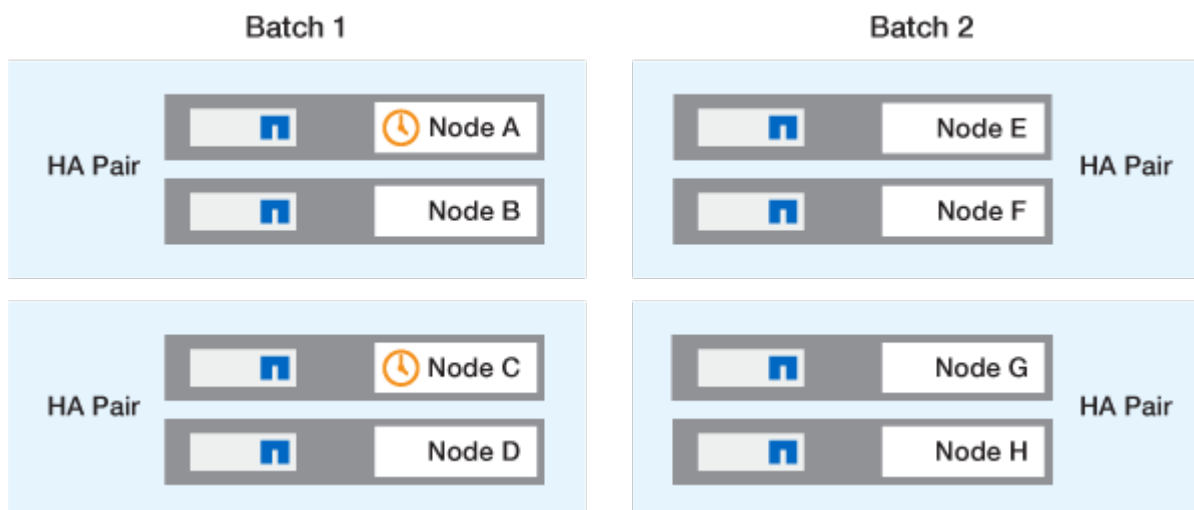 Batch 1
HA Pair
Node A
Node B
HA Pair
Node C
Node D
Batch 2
Node E
Node F
HA Pair
Node G
Node H
HA Pair